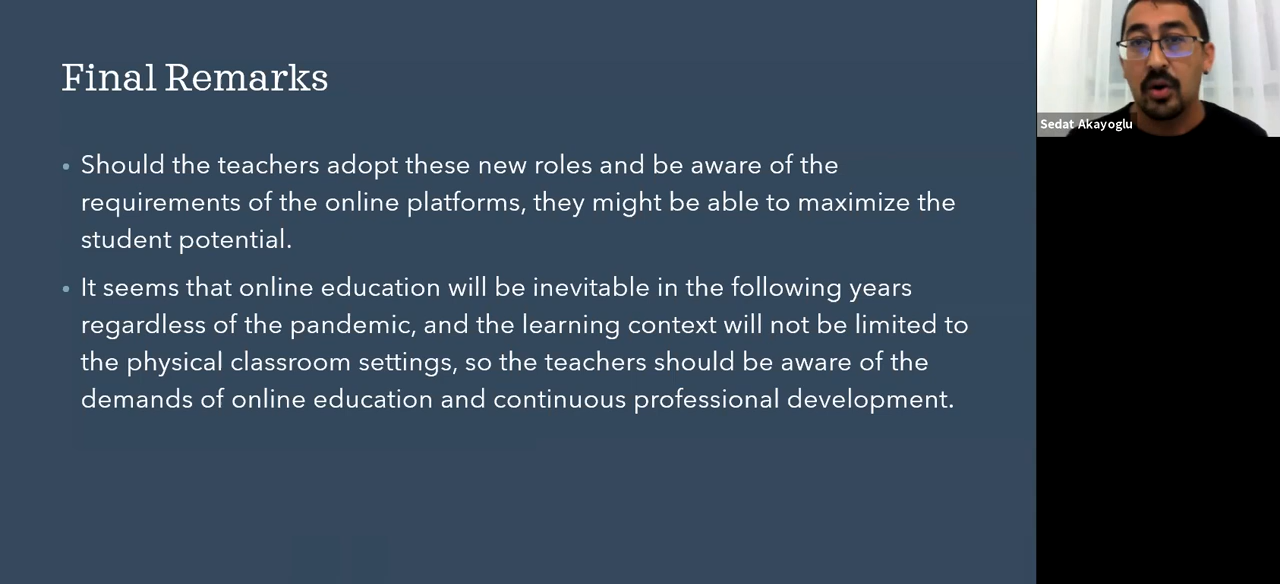 Final Remarks
• Should the teachers adopt these new roles and be aware of the
requirements of the online platforms, they might be able to maximize the
student potential.
• It seems that online education will be inevitable in the following years
regardless of the pandemic, and the learning context will not be limited to
the physical classroom settings, so the teachers should be aware of the
demands of online education and continuous professional development.
Sedat Akayoglu